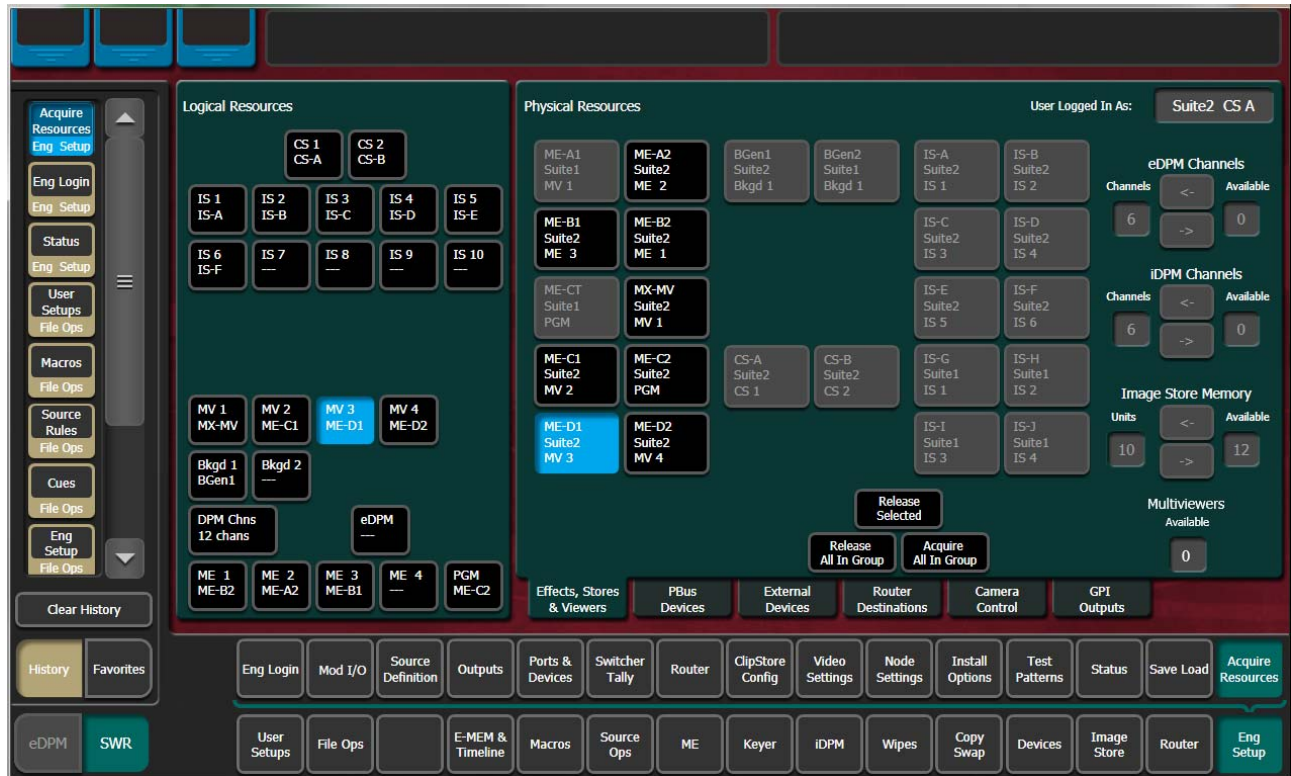 Acquire
Resources
Eng Setup
Eng Login
Eng Setup
Status
Eng Setup
User
Setups
File Ops
Macros
File Ops
Source
Rules
File Ops
Cues
File Ops
Eng
Setup
File Ops
Clear History
History
Favorites
eDPM
SWR
Logical Resources
CS 1
CS-A
CS 2
CS-B
IS 1
IS-A
IS 2
IS-B
IS 3
IS-C
IS 4
IS-D
IS 5
IS-E
IS 6
IS-F
IS 7
---
IS 8
---
IS 9
---
IS 10
---
MV 1
MX-MV
MV 2
ME-C1
MV 3
ME-D1
MV 4
ME-D2
Bkgd 1
BGen1
Bkgd 2
---
DPM Chns
12 chans
eDPM
---
ME 1
ME-B2
ME 2
ME-A2
ME 3
ME-B1
ME 4
---
PGM
ME-C2
Physical Resources
User Logged In As:
Suite2 CS A
ME-A1
Suite1
MV 1
ME-A2
Suite2
ME 2
BGen1
Suite2
Bkgd 1
BGen2
Suite1
Bkgd 1
IS-A
Suite2
IS 1
IS-B
Suite2
IS 2
ME-B1
Suite2
ME 3
ME-B2
Suite2
ME 1
IS-C
Suite2
IS 3
IS-D
Suite2
IS 4
ME-CT
Suite1
PGM
MX-MV
Suite2
MV 1
IS-E
Suite2
IS 5
IS-F
Suite2
IS 6
ME-C1
Suite2
MV 2
ME-C2
Suite2
PGM
CS-A
Suite2
CS 1
CS-B
Suite2
CS 2
IS-G
Suite1
IS 1
IS-H
Suite1
IS 2
ME-D1
Suite2
MV 3
ME-D2
Suite2
MV 4
IS-I
Suite1
IS 3
IS-J
Suite1
IS 4
eDPM Channels
Channels
<-
Available
6
->
0
iDPM Channels
Channels
<-
Available
6
->
0
Image Store Memory
Units
<-
Available
10
->
12
Multiviewers
Available
0
Release
Selected
Release
All In Group
Acquire
All In Group
Effects, Stores
& Viewers
PBus
Devices
External
Devices
Router
Destinations
Camera
Control
GPI
Outputs
Eng Login
Mod I/O
Source
Definition
Outputs
Ports &
Devices
Switcher
Tally
Router
ClipStore
Config
Video
Settings
Node
Settings
Install
Options
Test
Patterns
Status
Save Load
Acquire
Resources
User
Setups
File Ops
E-MEM &
Timeline
Macros
Source
Ops
ME
Keyer
iDPM
Wipes
Copy
Swap
Devices
Image
Store
Router
Eng
Setup